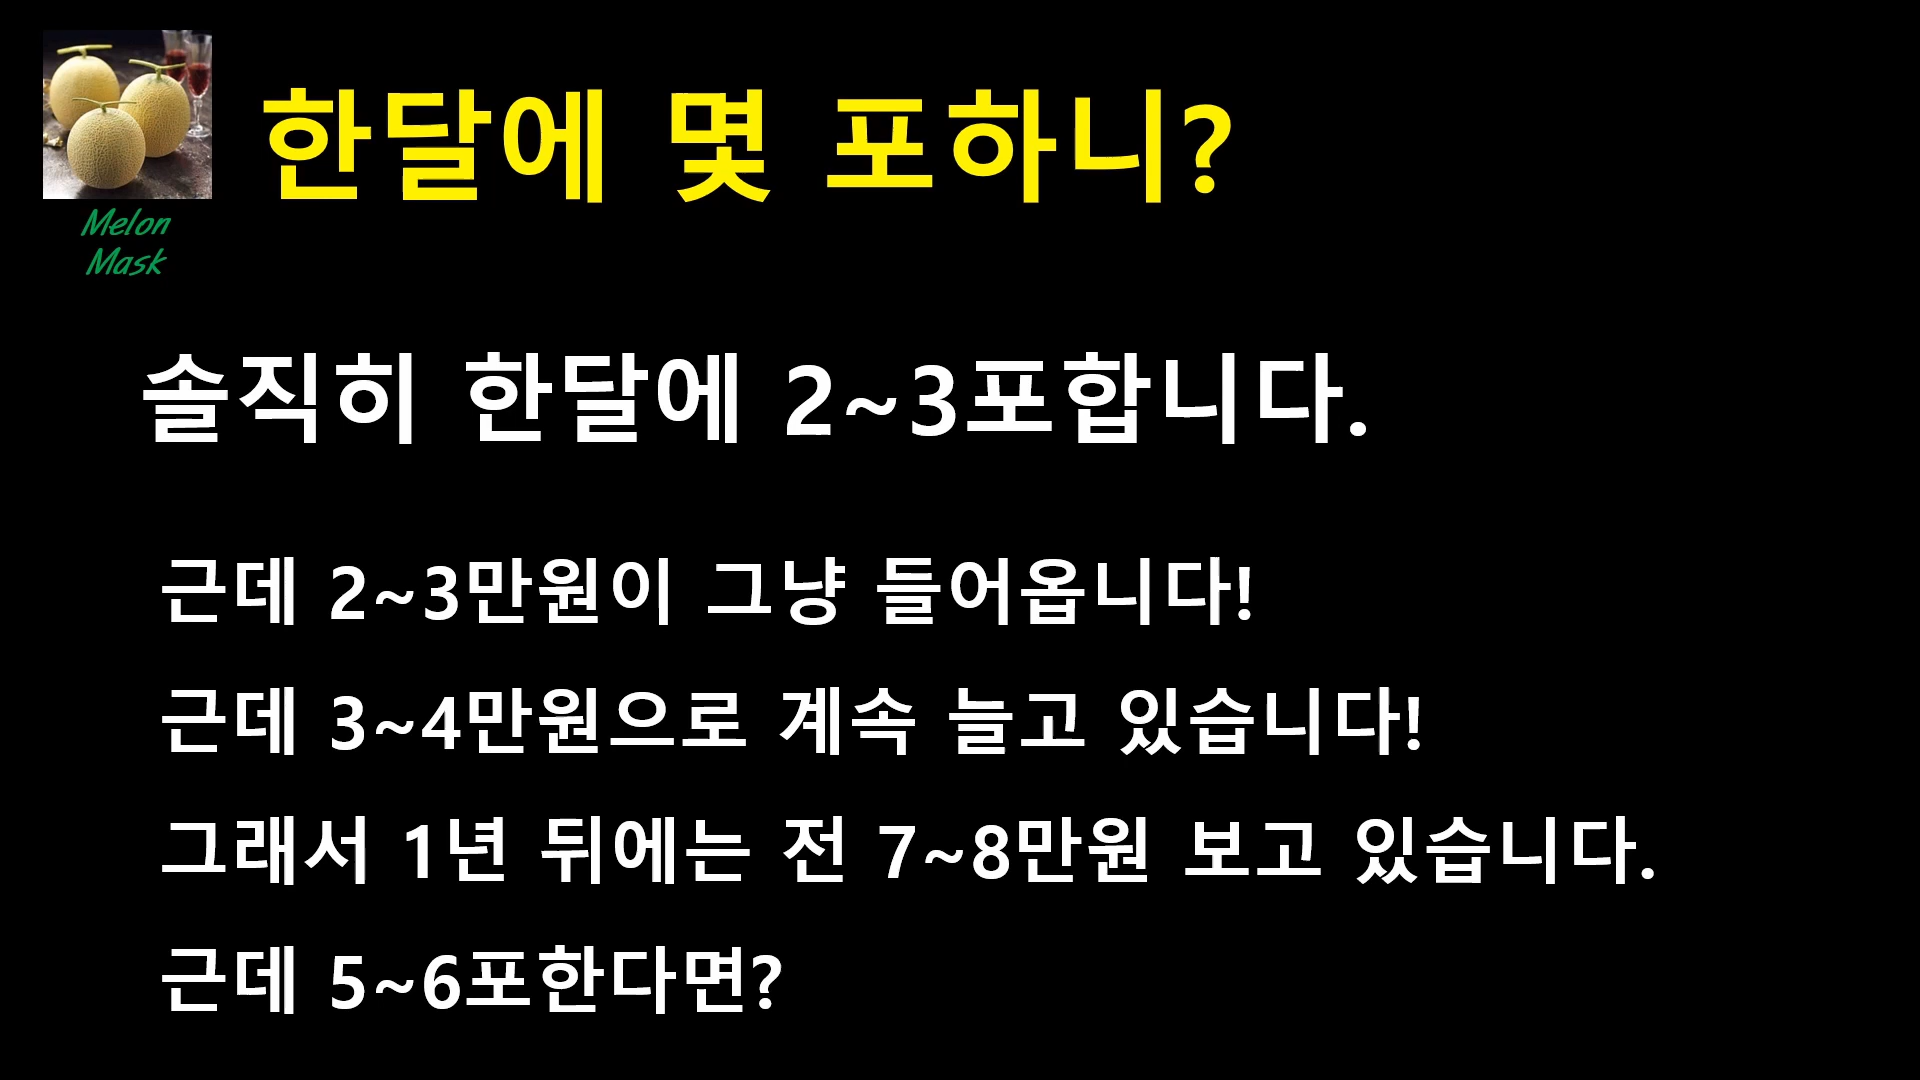 한달에 몇 포하니?
Melon
Mask
솔직히 한달에 2~3포합니다.
근데 2~3만원이 그냥 들어옵니다!
근데 3~4만원으로 계속 늘고 있습니다!
그래서 1년 뒤에는 전 7~8만원 보고 있습니다.
근데 5~6포한다면?